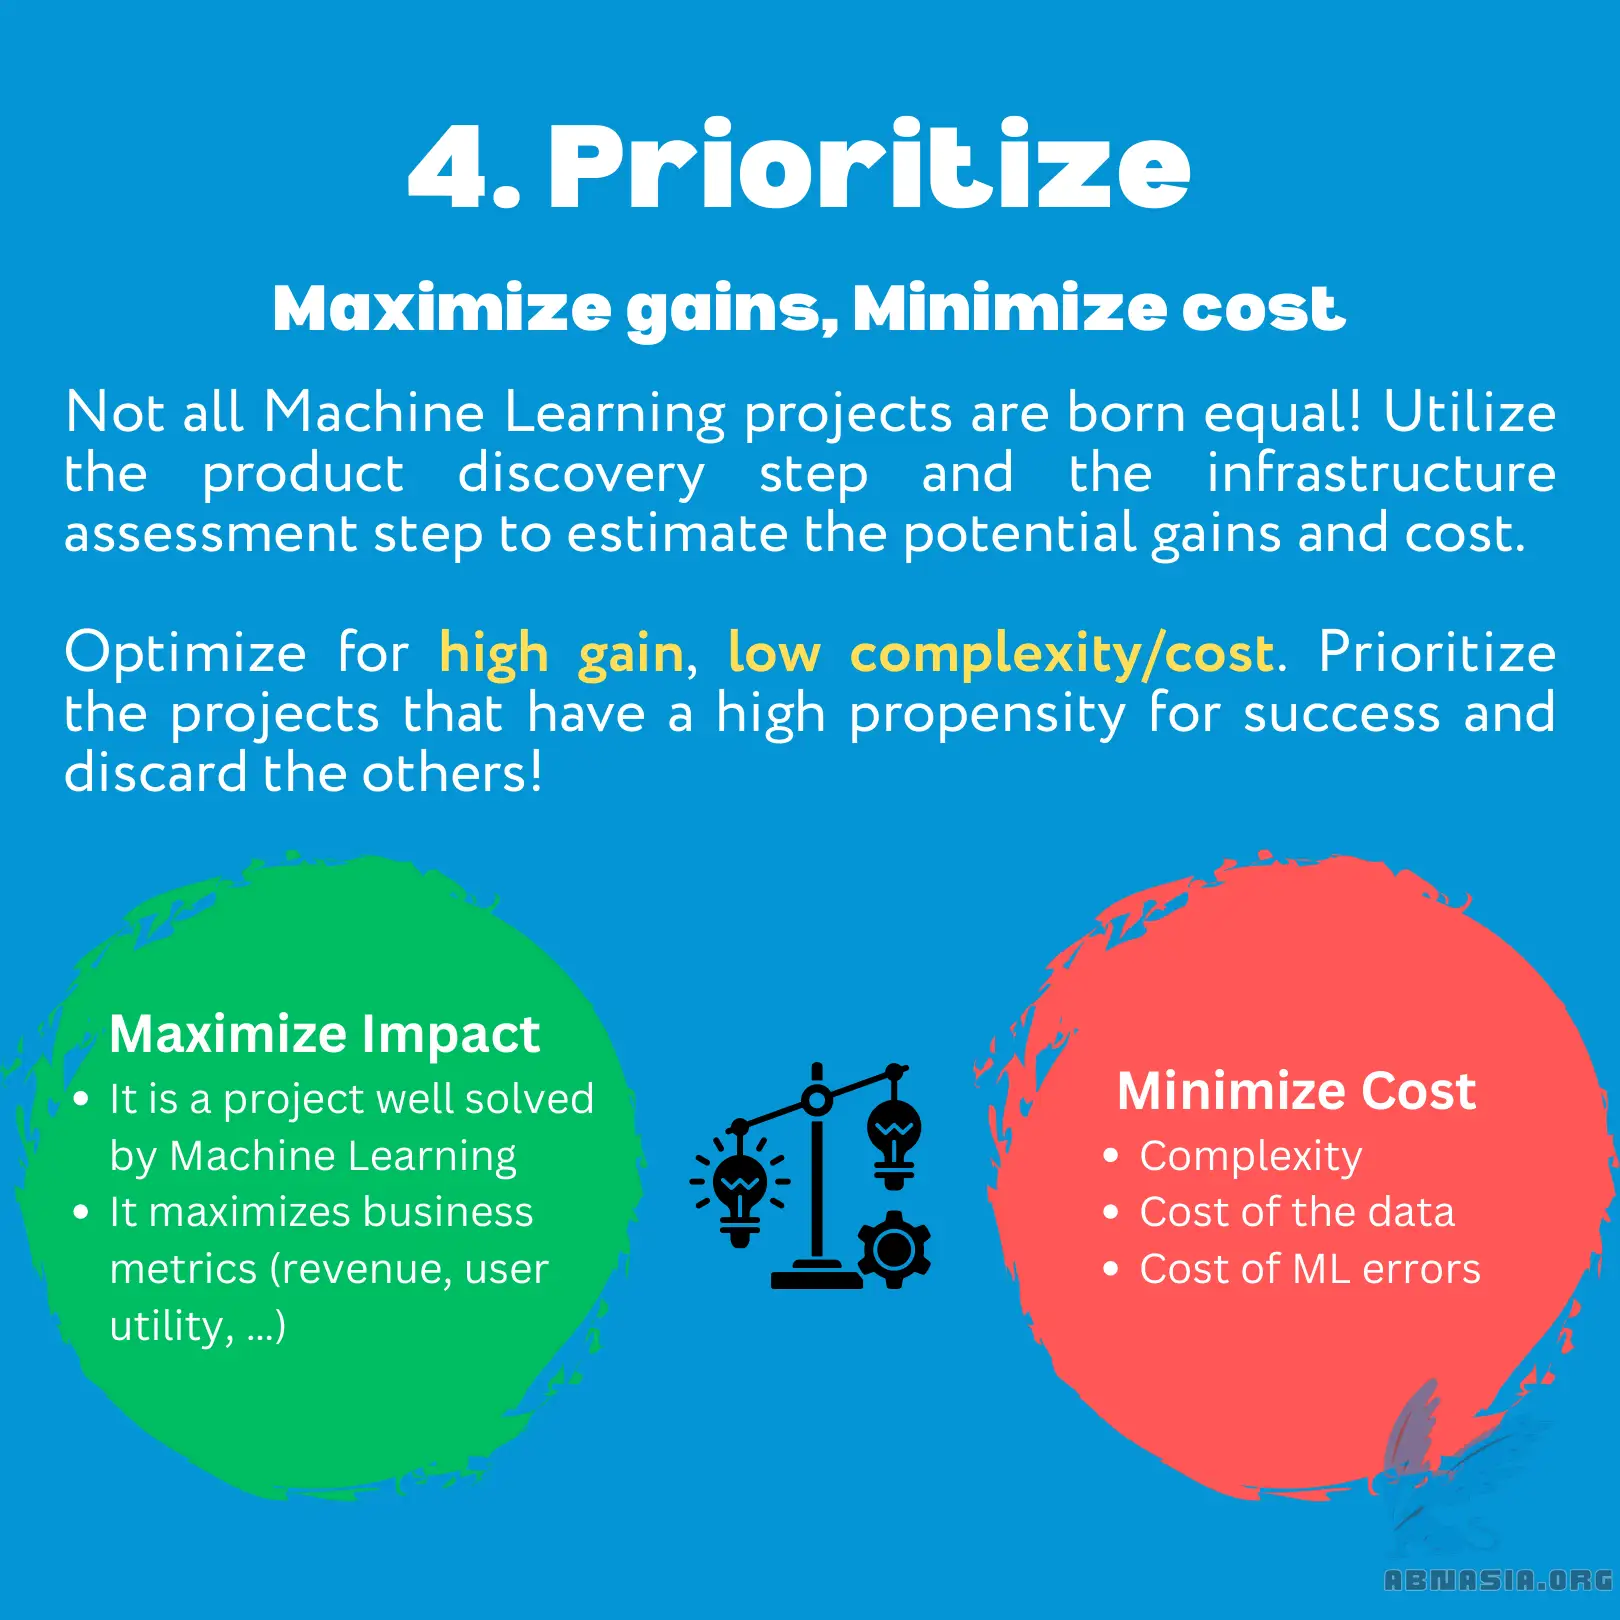 4. Prioritize
Maximize gains, Minimize cost
Not all Machine Learning projects are born equal! Utilize
the product discovery step and the infrastructure
assessment step to estimate the potential gains and cost.
Optimize for high gain, low complexity/cost. Prioritize
the projects that have a high propensity for success and
discard the others!
Maximize Impact
• It is a project well solved
by Machine Learning
• It maximizes business
metrics (revenue, user
utility, ...)
Minimize Cost
• Complexity
• Cost of the data
• Cost of ML errors
ABNASIA.ORG